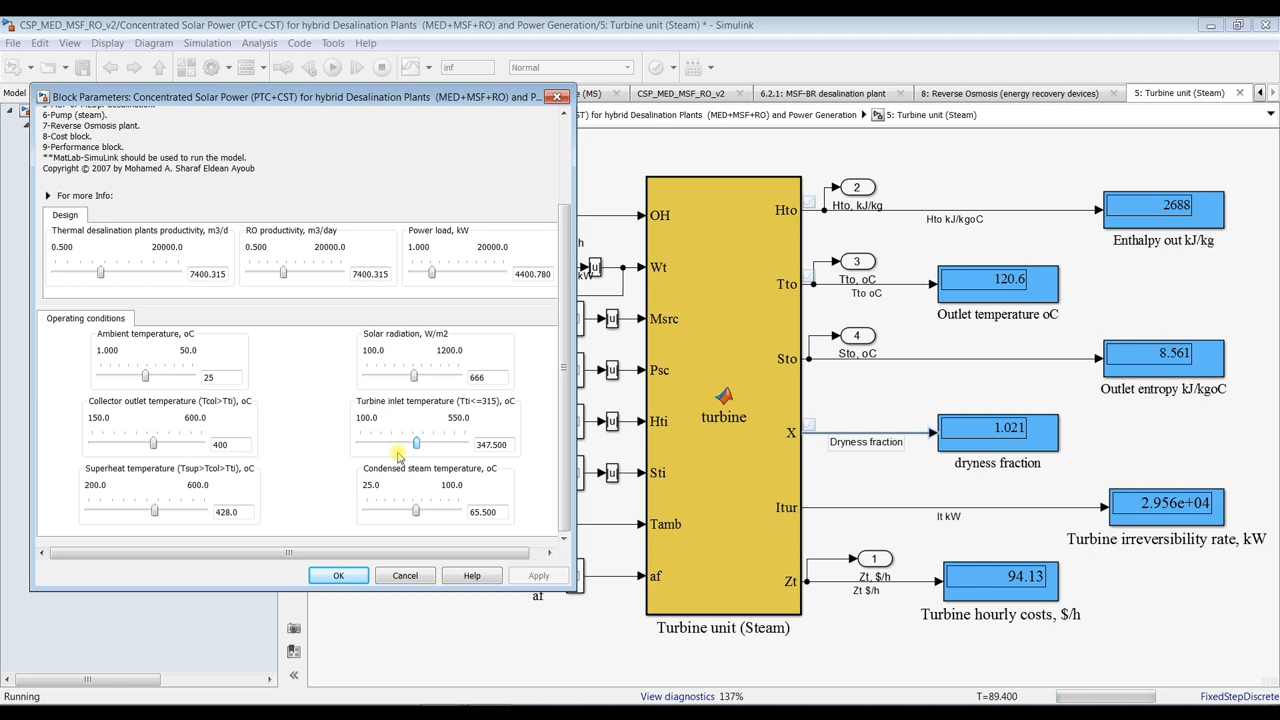 CSP_MED_MSF_RO_v2/Concentrated Solar Power (PTC+CST) for hybrid Desalination Plants (MED+MSF+RO) and Power Generation/5: Turbine unit (Steam) * - Simulink
File Edit View Display Diagram Simulation Analysis Code Tools Help
inf
Normal
Model
(MS)
CSP_MED_MSF_RO_v2
6.2.1: MSF-BR desalination plant
8: Reverse Osmosis (energy recovery devices)
5: Turbine unit (Steam)
ST) for hybrid Desalination Plants (MED+MSF+RO) and Power Generation
5: Turbine unit (Steam)
Block Parameters: Concentrated Solar Power (PTC+CST) for hybrid Desalination Plants (MED+MSF+RO) and P...
6-Pump (steam).
7-Reverse Osmosis plant.
8-Cost block.
9-Performance block.
**MatLab-SimuLink should be used to run the model.
Copyright © 2007 by Mohamed A. Sharaf Eldean Ayoub
For more Info:
Design
Thermal desalination plants productivity, m3/d
0.500 20000.0
7400.315
RO productivity, m3/day
0.500 20000.0
7400.315
Power load, kW
1.000 20000.0
4400.780
Operating conditions
Ambient temperature, oC
1.000 50.0
25
Solar radiation, W/m2
100.0 1200.0
666
Collector outlet temperature (Tcol>Tti), oC
150.0 600.0
400
Turbine inlet temperature (Tti<=315), oC
100.0 550.0
347.500
Superheat temperature (Tsup>Tcol>Tti), oC
200.0 600.0
428.0
Condensed steam temperature, oC
25.0 100.0
65.500
OK Cancel Help Apply
h
kW
u
u
u
u
u
af
OH
Wt
Msrc
Psc
Hti
Sti
Tamb
af
turbine
Hto
Tto
Sto
X
Itur
Zt
Turbine unit (Steam)
2
Hto, kJ/kg
Hto kJ/kgoC
2688
Enthalpy out kJ/kg
3
Tto, oC
Tto oC
120.6
Outlet temperature oC
4
Sto, oC
8.561
Outlet entropy kJ/kgoC
Dryness fraction
1.021
dryness fraction
It kW
2.956e+04
Turbine irreversibility rate, kW
1
Zt, $/h
Zt $/h
94.13
Turbine hourly costs, $/h
Running
View diagnostics 137%
T=89.400
FixedStepDiscrete